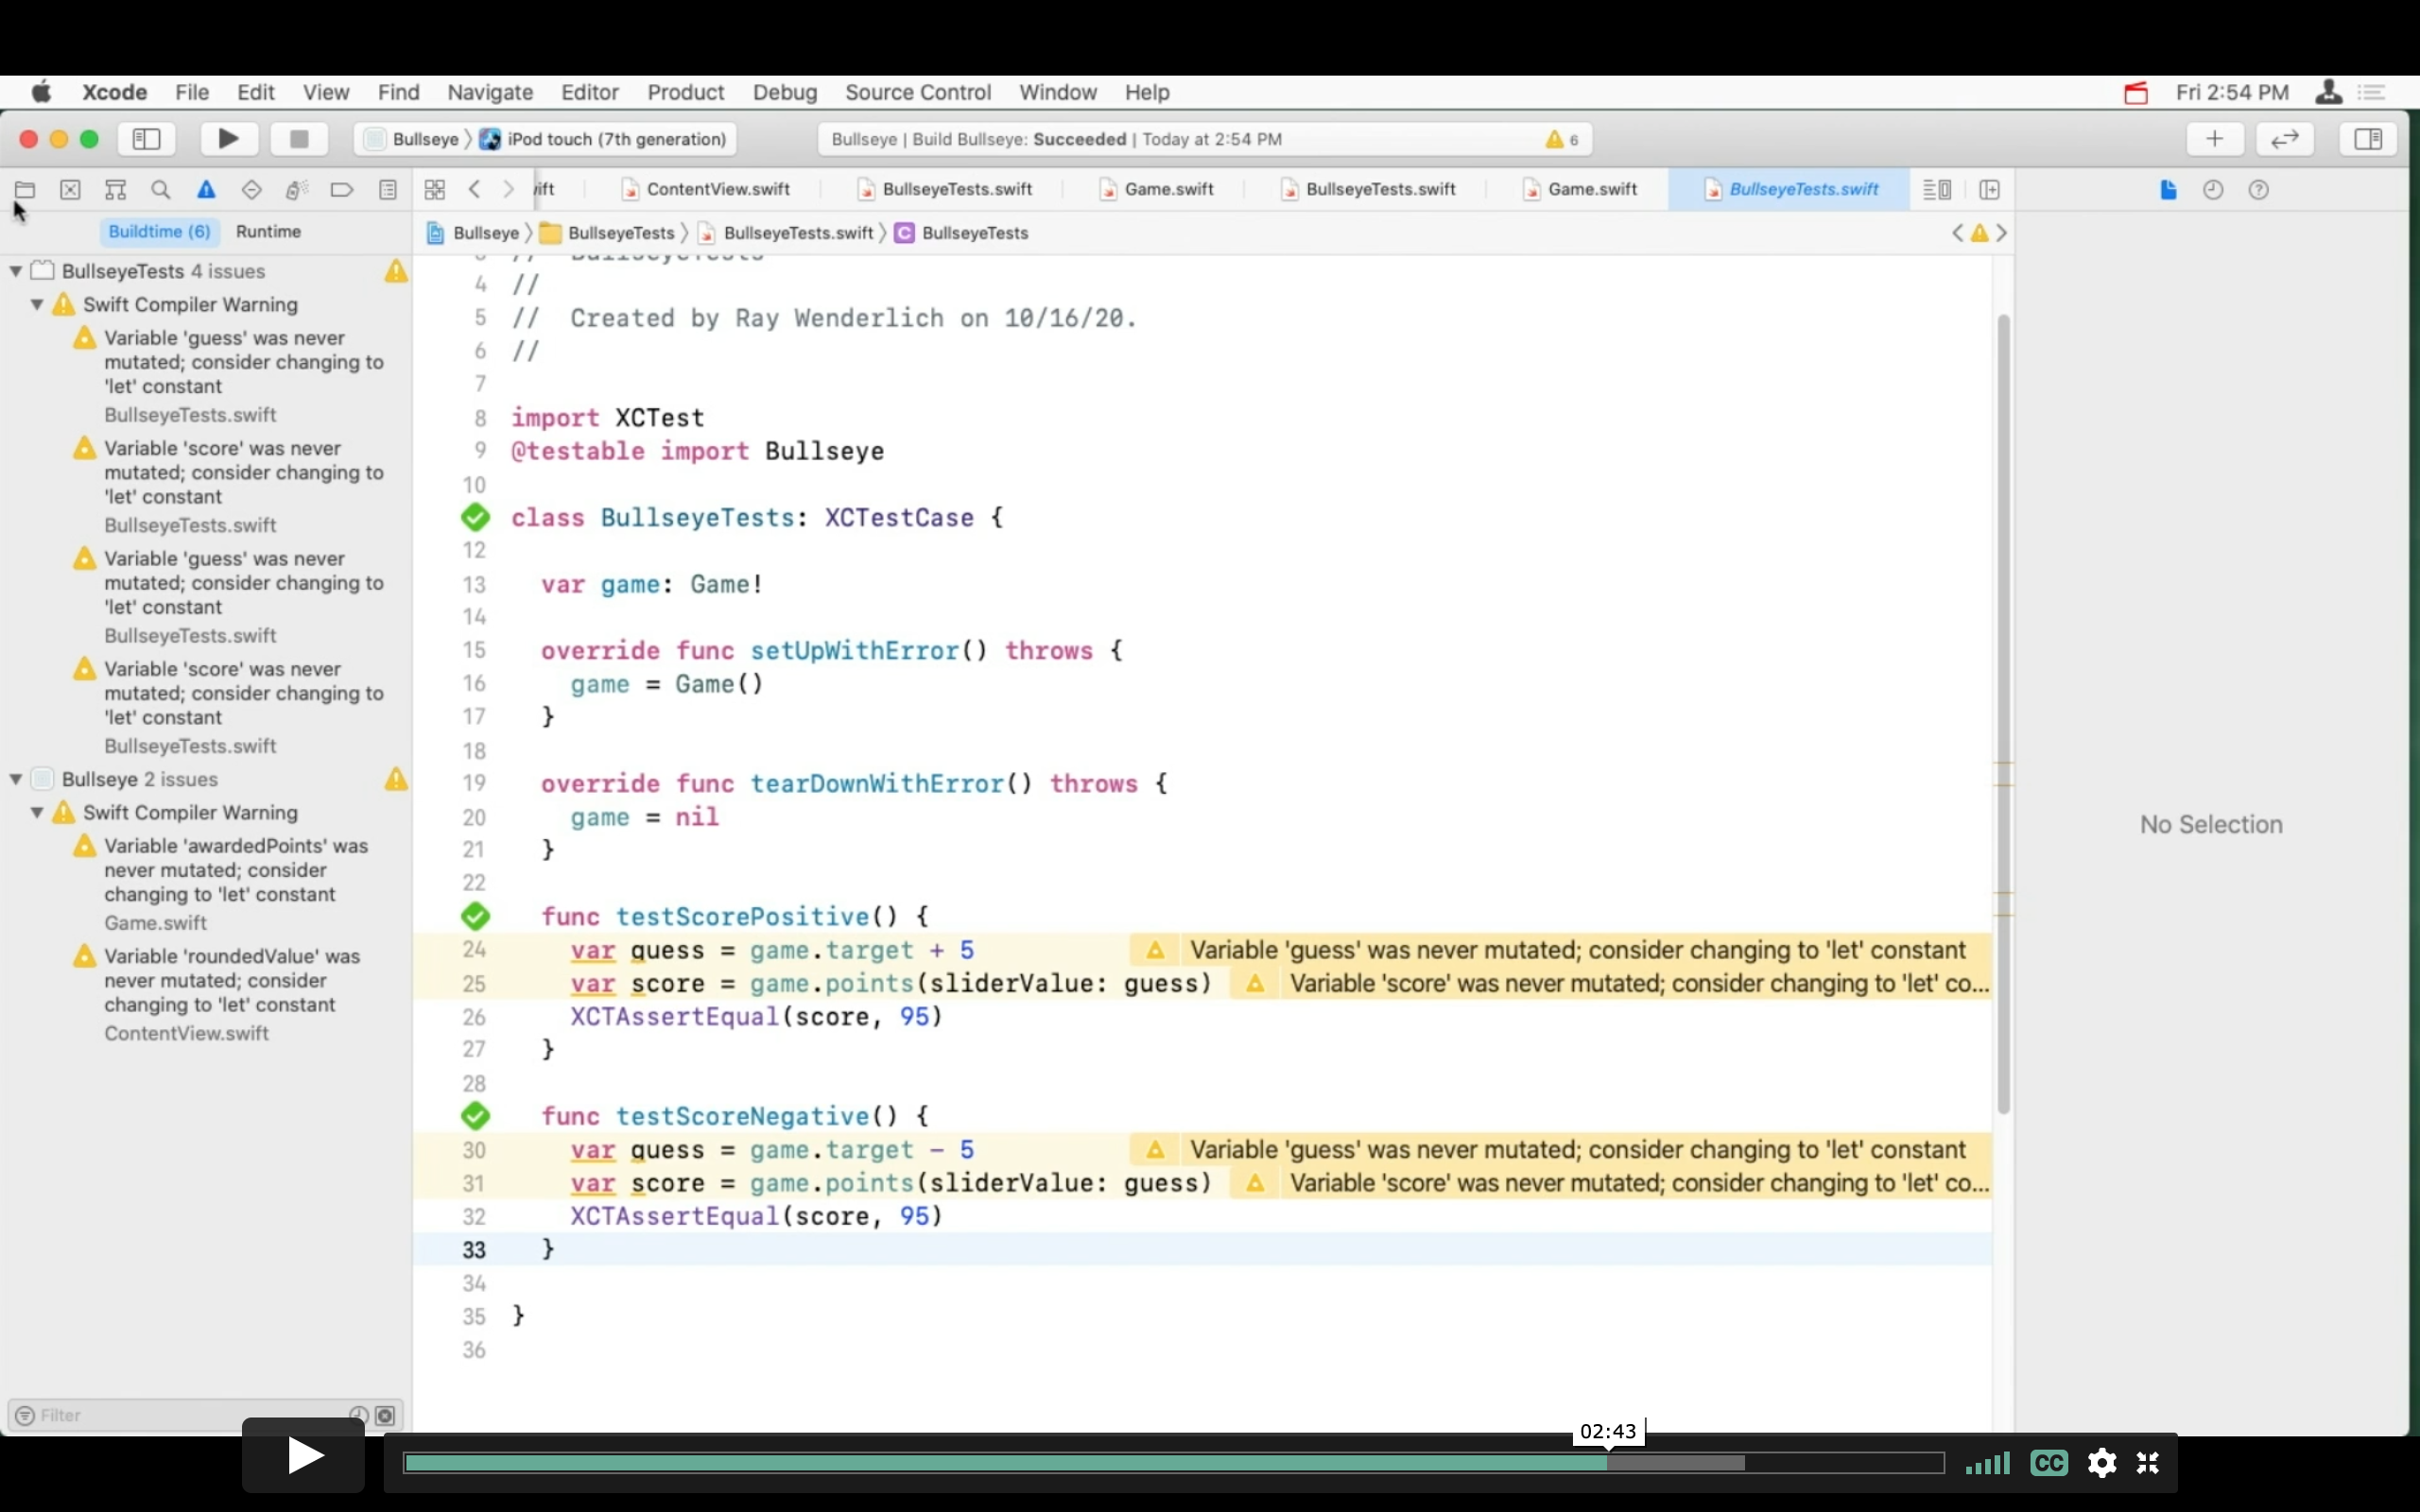 Xcode File Edit View Find Navigate Editor Product Debug Source Control Window Help Fri 2:54 PM
Bullseye 〉 iPod touch (7th generation) Bullseye | Build Bullseye: Succeeded | Today at 2:54 PM 6
ift ContentView.swift BullseyeTests.swift Game.swift BullseyeTests.swift Game.swift BullseyeTests.swift
Buildtime (6) Runtime
Bullseye 〉 BullseyeTests 〉 BullseyeTests.swift 〉 C BullseyeTests
BullseyeTests 4 issues
Swift Compiler Warning
Variable 'guess' was never
mutated; consider changing to
'let' constant
BullseyeTests.swift
Variable 'score' was never
mutated; consider changing to
'let' constant
BullseyeTests.swift
Variable 'guess' was never
mutated; consider changing to
'let' constant
BullseyeTests.swift
Variable 'score' was never
mutated; consider changing to
'let' constant
BullseyeTests.swift
Bullseye 2 issues
Swift Compiler Warning
Variable 'awardedPoints' was
never mutated; consider
changing to 'let' constant
Game.swift
Variable 'roundedValue' was
never mutated; consider
changing to 'let' constant
ContentView.swift
Filter
3 // BullseyeTests
4 //
5 // Created by Ray Wenderlich on 10/16/20.
6 //
7
8 import XCTest
9 @testable import Bullseye
10
class BullseyeTests: XCTestCase {
12
13 var game: Game!
14
15 override func setUpWithError() throws {
16 game = Game()
17 }
18
19 override func tearDownWithError() throws {
20 game = nil
21 }
22
func testScorePositive() {
24 var guess = game.target + 5 Variable 'guess' was never mutated; consider changing to 'let' constant
25 var score = game.points(sliderValue: guess) Variable 'score' was never mutated; consider changing to 'let' co...
26 XCTAssertEqual(score, 95)
27 }
28
func testScoreNegative() {
30 var guess = game.target - 5 Variable 'guess' was never mutated; consider changing to 'let' constant
31 var score = game.points(sliderValue: guess) Variable 'score' was never mutated; consider changing to 'let' co...
32 XCTAssertEqual(score, 95)
33 }
34
35 }
36
No Selection
02:43
CC